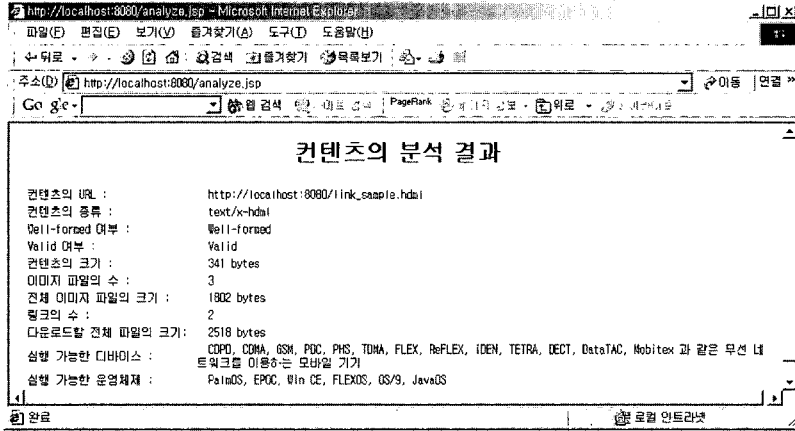 http://localhost:8080/analyze.jsp - Microsoft Internet Explorer
파일(F) 편집(E) 보기(V) 즐겨찾기(A) 도구(T) 도움말(H)
뒤로 검색 즐겨찾기 목록보기
주소(D) http://localhost:8080/analyze.jsp 이동 연결 »
Google 웹 검색 PageRank 위로
컨텐츠의 분석 결과
컨텐츠의 URL : http://localhost:8080/link_sample.hdml
컨텐츠의 종류 : text/x-hdml
Well-formed 여부 : Well-formed
Valid 여부 : Valid
컨텐츠의 크기 : 341 bytes
이미지 파일의 수 : 3
전체 이미지 파일의 크기 : 1802 bytes
링크의 수 : 2
다운로드할 전체 파일의 크기: 2518 bytes
실행 가능한 디바이스 : CDPD, CDMA, GSM, PDC, PHS, TDMA, FLEX, ReFLEX, iDEN, TETRA, DECT, DataTAC, Mobitex 과 같은 무선 네
트워크를 이용하는 모바일 기기
실행 가능한 운영체제 : PalmOS, EPOC, Win CE, FLEXOS, OS/9, JavaOS
완료 로컬 인트라넷